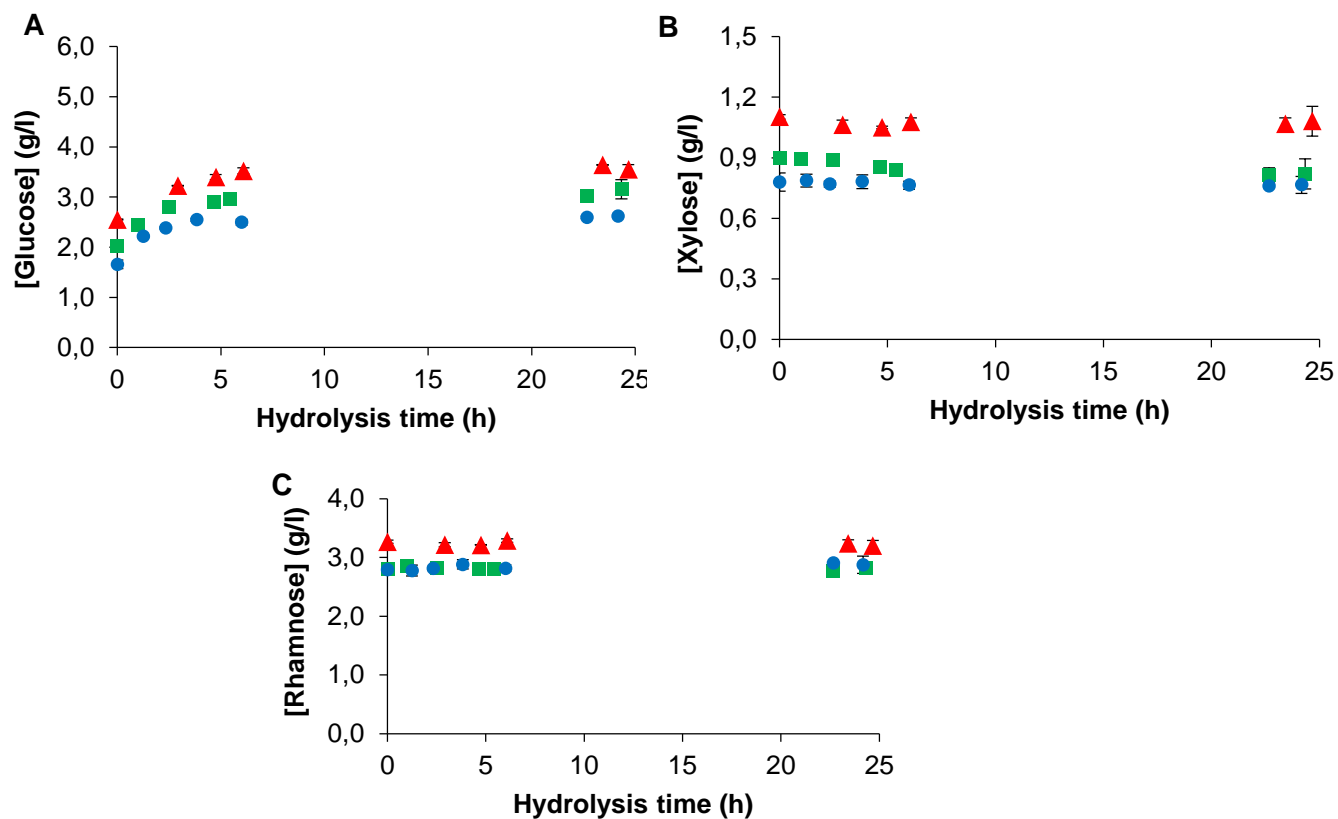 A
[Glucose] (g/l)
6,0
5,0
4,0
3,0
2,0
1,0
0,0
0 5 10 15 20 25
Hydrolysis time (h)
B
[Xylose] (g/l)
1,5
1,2
0,9
0,6
0,3
0,0
0 5 10 15 20 25
Hydrolysis time (h)
C
[Rhamnose] (g/l)
4,0
3,0
2,0
1,0
0,0
0 5 10 15 20 25
Hydrolysis time (h)